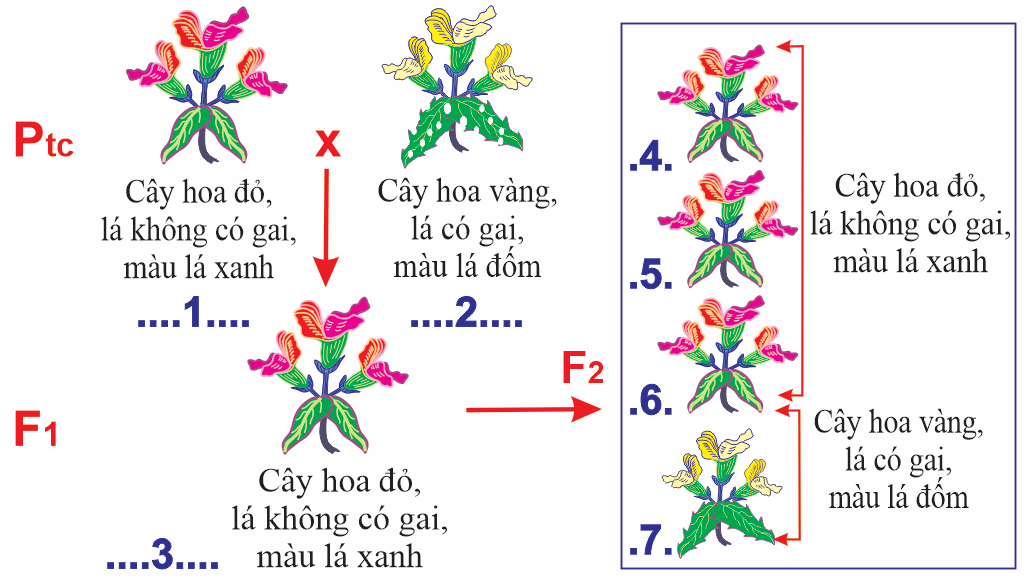 Ptc
x
Cây hoa đỏ,
lá không có gai,
màu lá xanh
....1....
Cây hoa vàng,
lá có gai,
màu lá đốm
....2....
F1
Cây hoa đỏ,
lá không có gai,
màu lá xanh
....3....
F2
.4.
.5.
.6.
Cây hoa đỏ,
lá không có gai,
màu lá xanh
.7.
Cây hoa vàng,
lá có gai,
màu lá đốm